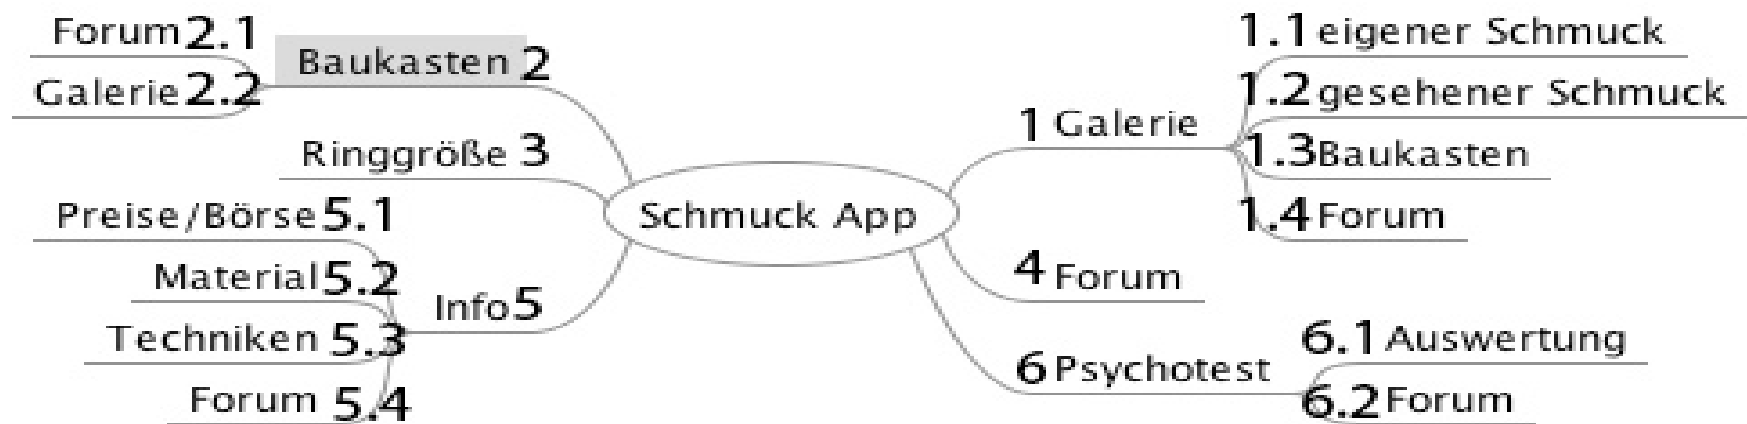 Forum 2.1
Galerie 2.2
Baukasten 2
Ringgröße 3
Preise/Börse 5.1
Material 5.2
Techniken 5.3
Forum 5.4
Info 5
Schmuck App
1 Galerie
1.1 eigener Schmuck
1.2 gesehener Schmuck
1.3 Baukasten
1.4 Forum
4 Forum
6 Psychotest
6.1 Auswertung
6.2 Forum